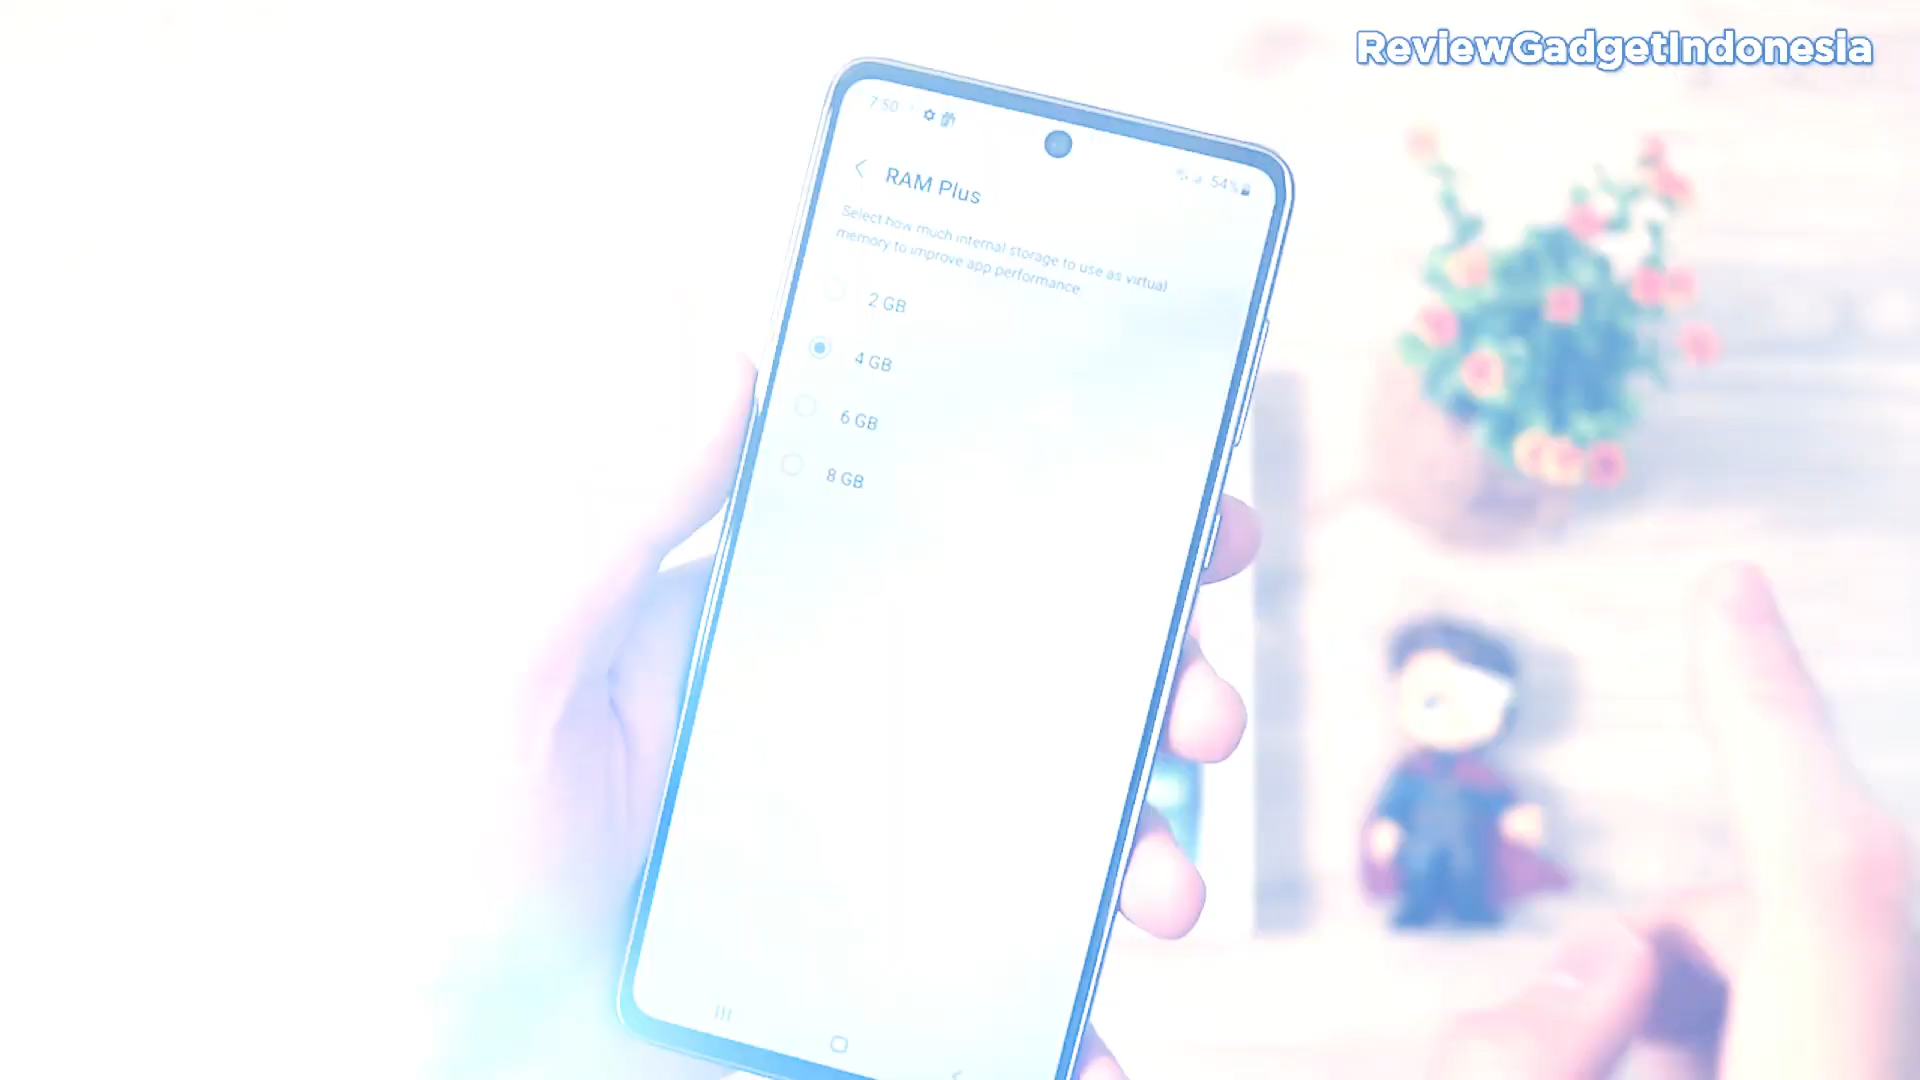 ReviewGadgetIndonesia
7:50
54%
RAM Plus
Select how much internal storage to use as virtual
memory to improve app performance.
2 GB
4 GB
6 GB
8 GB